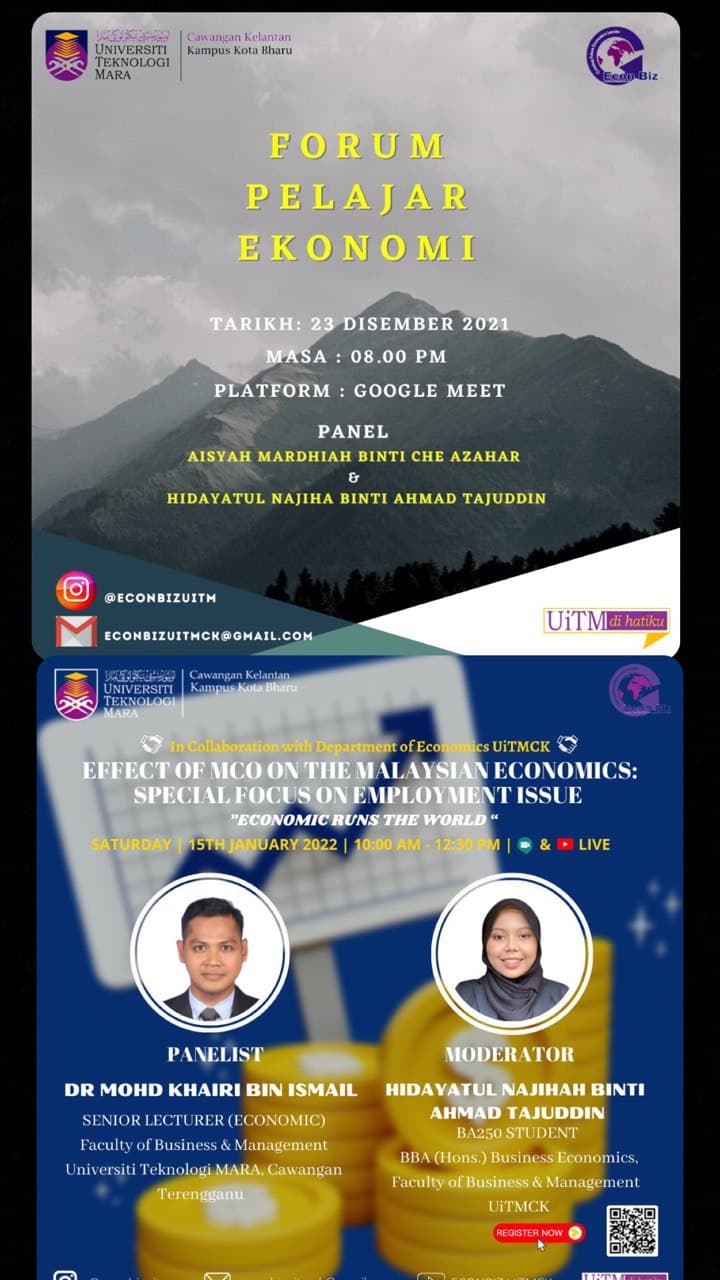 UNIVERSITI
TEKNOLOGI
MARA
Cawangan Kelantan
Kampus Kota Bharu
Econ Biz
FORUM
PELAJAR
EKONOMI
TARIKH: 23 DISEMBER 2021
MASA : 08.00 PM
PLATFORM : GOOGLE MEET
PANEL
AISYAH MARDHIAH BINTI CHE AZAHAR
&
HIDAYATUL NAJIHA BINTI AHMAD TAJUDDIN
@ECONBIZUITM
ECONBIZUITMCK@GMAIL.COM
UiTM di hatiku
UNIVERSITI
TEKNOLOGI
MARA
Cawangan Kelantan
Kampus Kota Bharu
Econ Biz
In Collaboration with Department of Economics UiTMCK
EFFECT OF MCO ON THE MALAYSIAN ECONOMICS:
SPECIAL FOCUS ON EMPLOYMENT ISSUE
"ECONOMIC RUNS THE WORLD “
SATURDAY | 15TH JANUARY 2022 | 10:00 AM - 12:30 PM | & LIVE
PANELIST
DR MOHD KHAIRI BIN ISMAIL
SENIOR LECTURER (ECONOMIC)
Faculty of Business & Management
Universiti Teknologi MARA, Cawangan
Terengganu
MODERATOR
HIDAYATUL NAJIHAH BINTI
AHMAD TAJUDDIN
BA250 STUDENT
BBA (Hons.) Business Economics,
Faculty of Business & Management
UiTMCK
REGISTER NOW